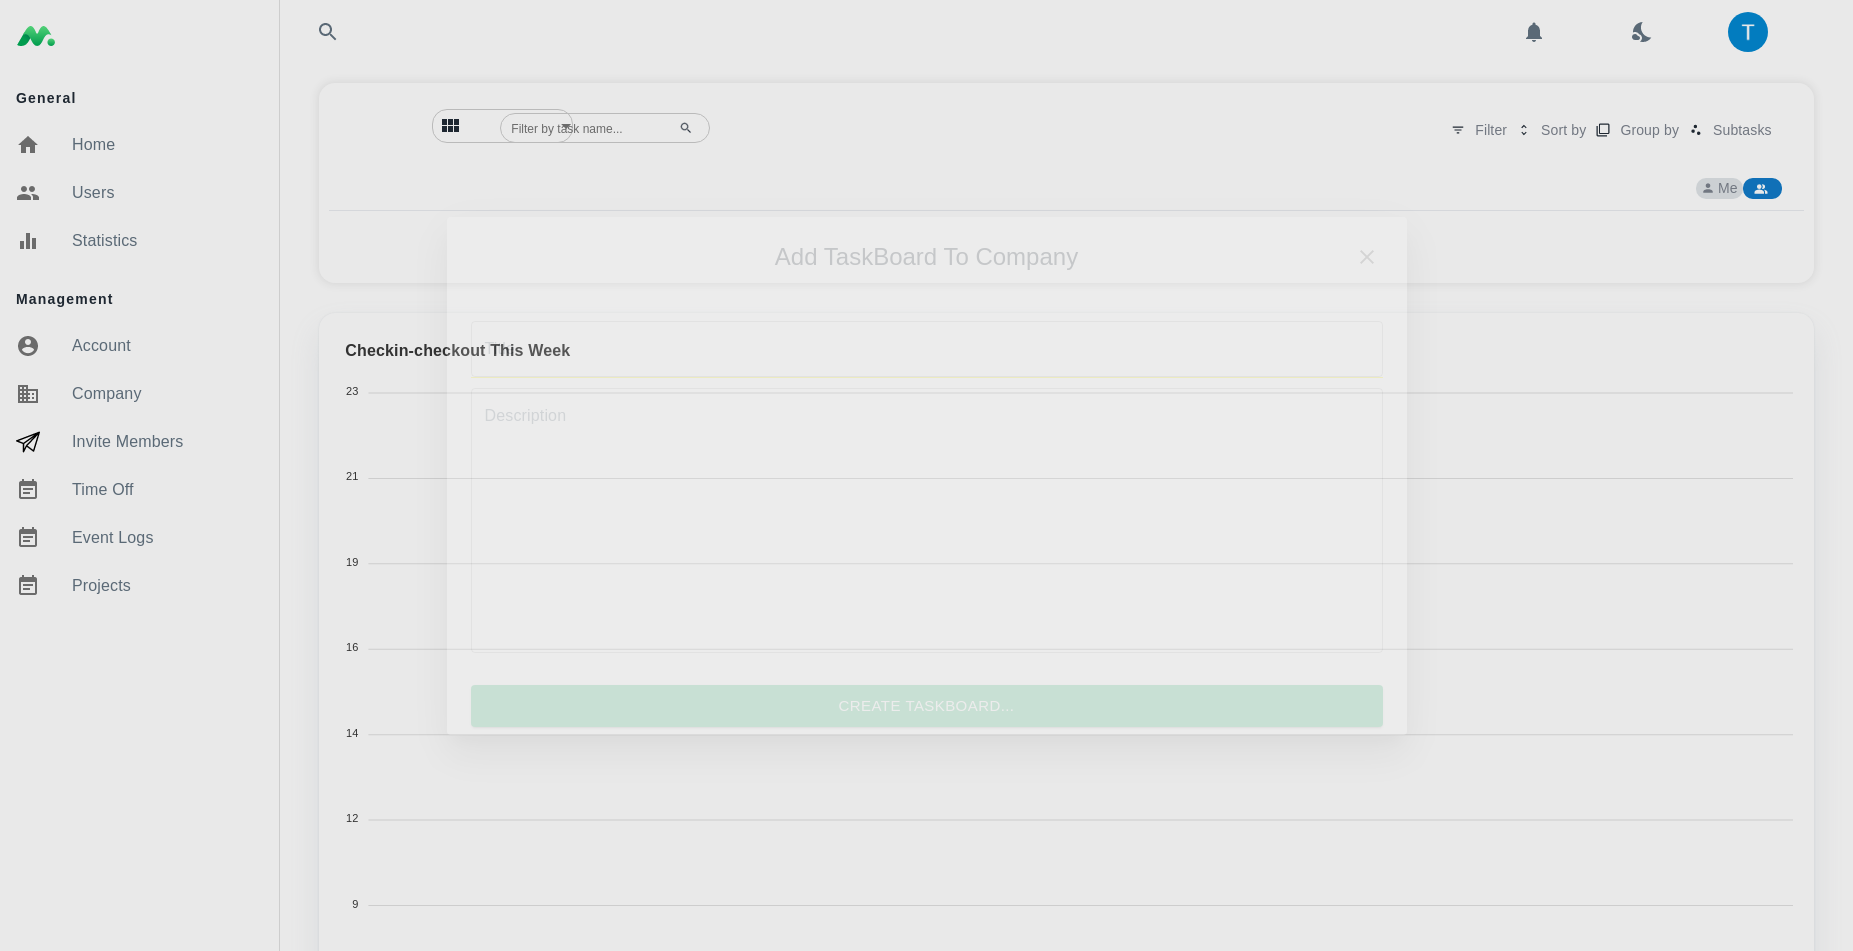 T
General
Home
Users
Statistics
Management
Account
Company
Invite Members
Time Off
Event Logs
Projects
Filter by task name...
Filter
Sort by
Group by
Subtasks
Me
Add TaskBoard To Company
Checkin-checkout This Week
Description
CREATE TASKBOARD...
23
21
19
16
14
12
9